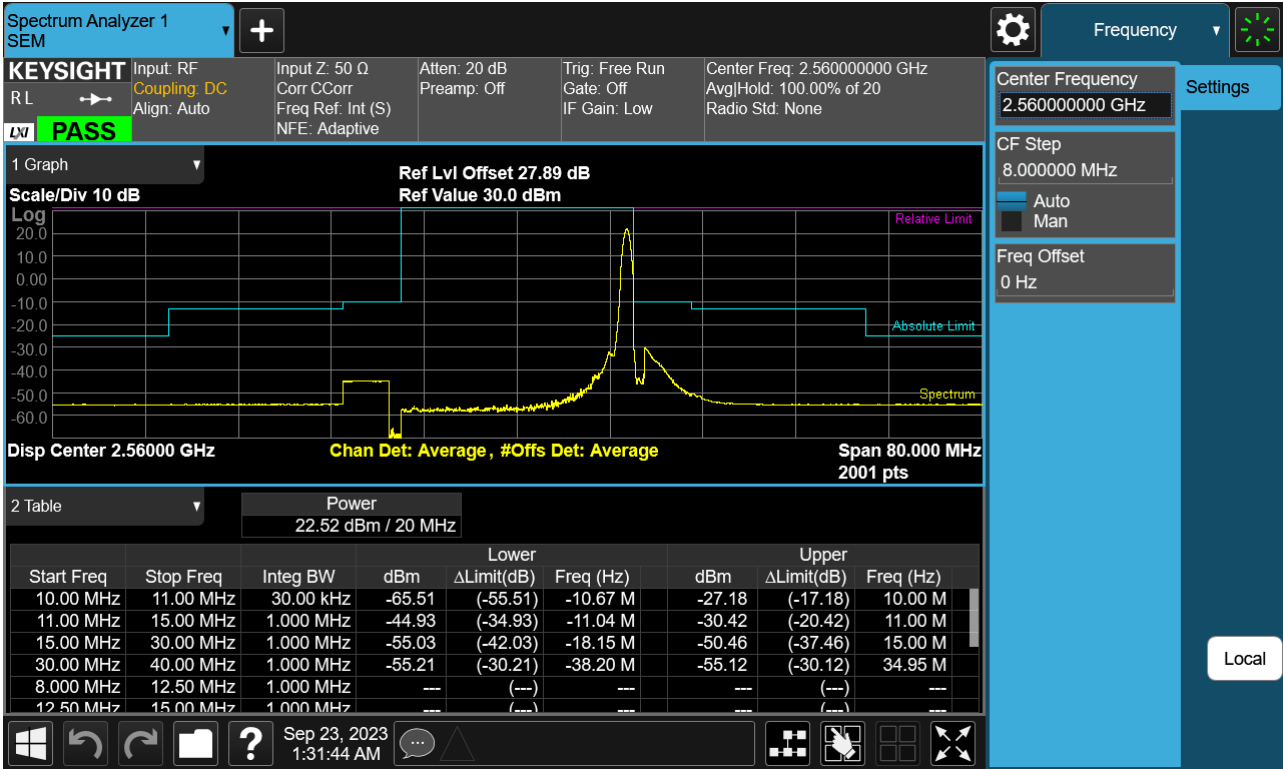 Spectrum Analyzer 1
SEM
Frequency
KEYSIGHT
R L
LXI
PASS
Input: RF
Coupling: DC
Align: Auto
Input Z: 50 Ω
Corr CCorr
Freq Ref: Int (S)
NFE: Adaptive
Atten: 20 dB
Preamp: Off
Trig: Free Run
Gate: Off
IF Gain: Low
Center Freq: 2.560000000 GHz
Avg|Hold: 100.00% of 20
Radio Std: None
Center Frequency
2.560000000 GHz
Settings
CF Step
8.000000 MHz
Auto
Man
Freq Offset
0 Hz
1 Graph
Ref Lvl Offset 27.89 dB
Scale/Div 10 dB Ref Value 30.0 dBm
Log
20.0
10.0
0.00
-10.0
-20.0
-30.0
-40.0
-50.0
-60.0
Relative Limit
Absolute Limit
Spectrum
Disp Center 2.56000 GHz Chan Det: Average, #Offs Det: Average Span 80.000 MHz
2001 pts
2 Table
Power
22.52 dBm / 20 MHz
Lower Upper
Start Freq Stop Freq Integ BW dBm ΔLimit(dB) Freq (Hz) dBm ΔLimit(dB) Freq (Hz)
10.00 MHz 11.00 MHz 30.00 kHz -65.51 (-55.51) -10.67 M -27.18 (-17.18) 10.00 M
11.00 MHz 15.00 MHz 1.000 MHz -44.93 (-34.93) -11.04 M -30.42 (-20.42) 11.00 M
15.00 MHz 30.00 MHz 1.000 MHz -55.03 (-42.03) -18.15 M -50.46 (-37.46) 15.00 M
30.00 MHz 40.00 MHz 1.000 MHz -55.21 (-30.21) -38.20 M -55.12 (-30.12) 34.95 M
8.000 MHz 12.50 MHz 1.000 MHz --- (---) --- --- (---) ---
12.50 MHz 15.00 MHz 1.000 MHz --- (---) --- --- (---) ---
Local
?
Sep 23, 2023
1:31:44 AM